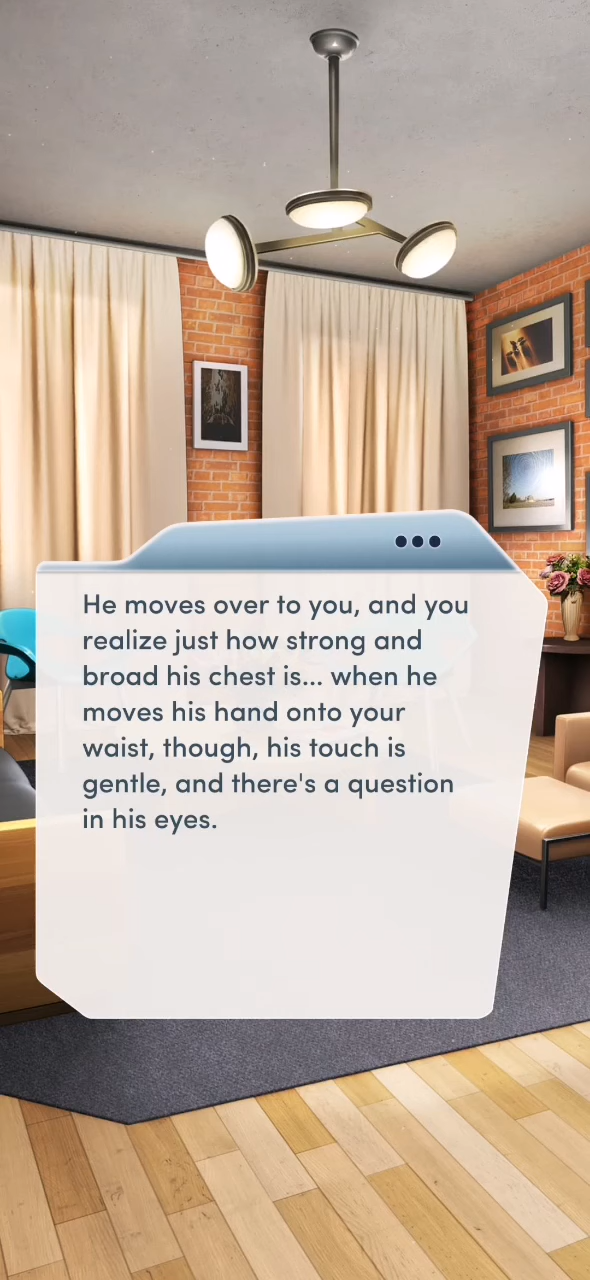 He moves over to you, and you
realize just how strong and
broad his chest is... when he
moves his hand onto your
waist, though, his touch is
gentle, and there's a question
in his eyes.